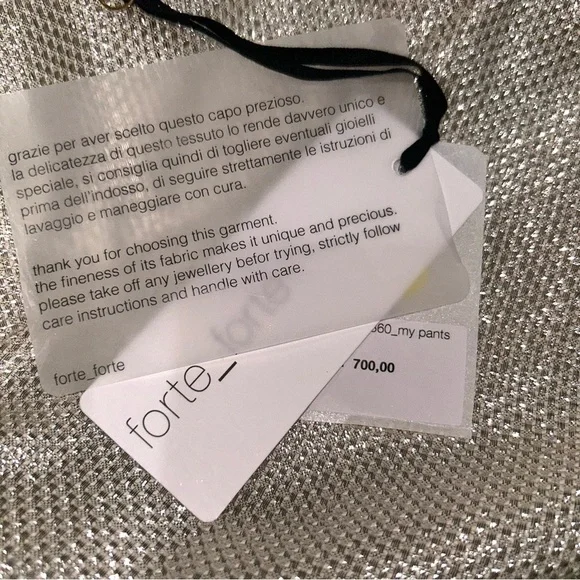 grazie per aver scelto questo capo prezioso.
la delicatezza di questo tessuto lo rende davvero unico e
speciale, si consiglia quindi di togliere eventuali gioielli
prima dell'indosso, di seguire strettamente le istruzioni di
lavaggio e maneggiare con cura.
thank you for choosing this garment.
the fineness of its fabric makes it unique and precious.
please take off any jewellery befor trying, strictly follow
care instructions and handle with care.
forte_forte
forte_forte
60_my pants
700,00